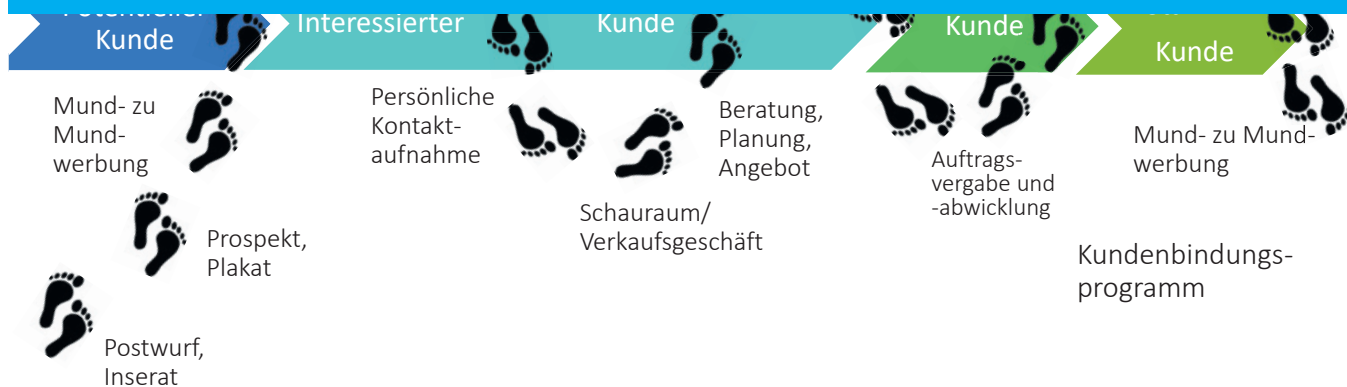 Potentieller
Kunde
Interessierter
Kunde
Kunde
Kunde
Mund- zu
Mund-
werbung
Prospekt,
Plakat
Postwurf,
Inserat
Persönliche
Kontakt-
aufnahme
Schauraum/
Verkaufsgeschäft
Beratung,
Planung,
Angebot
Auftrags-
vergabe und
-abwicklung
Mund- zu Mund-
werbung
Kundenbindungs-
programm